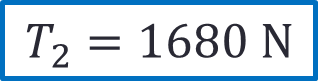 T₂ = 1680 N